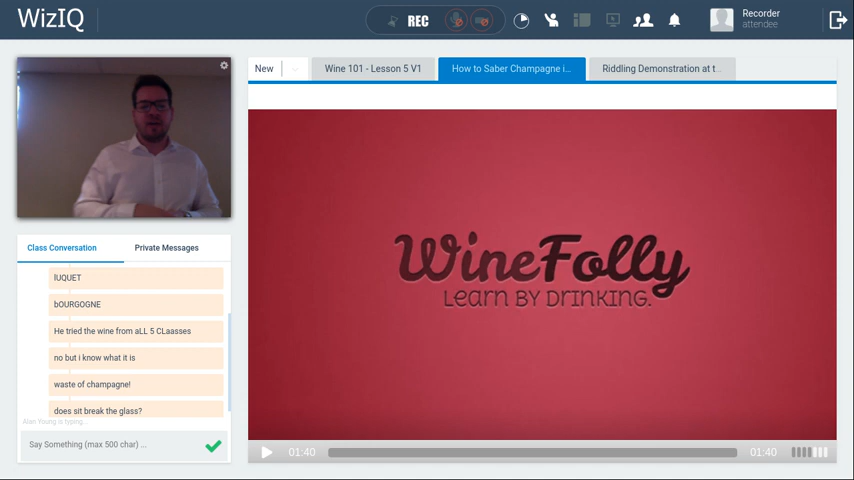 WizIQ
REC
Recorder
attendee
New
Wine 101 - Lesson 5 V1
How to Saber Champagne i...
Riddling Demonstration at t...
WineFolly
Learn by drinking.
Class Conversation
Private Messages
lUQUET
bOURGOGNE
He tried the wine from aLL 5 CLaasses
no but i know what it is
waste of champagne!
does sit break the glass?
Alan Young is typing...
Say Something (max 500 char) ...
01:40
01:40